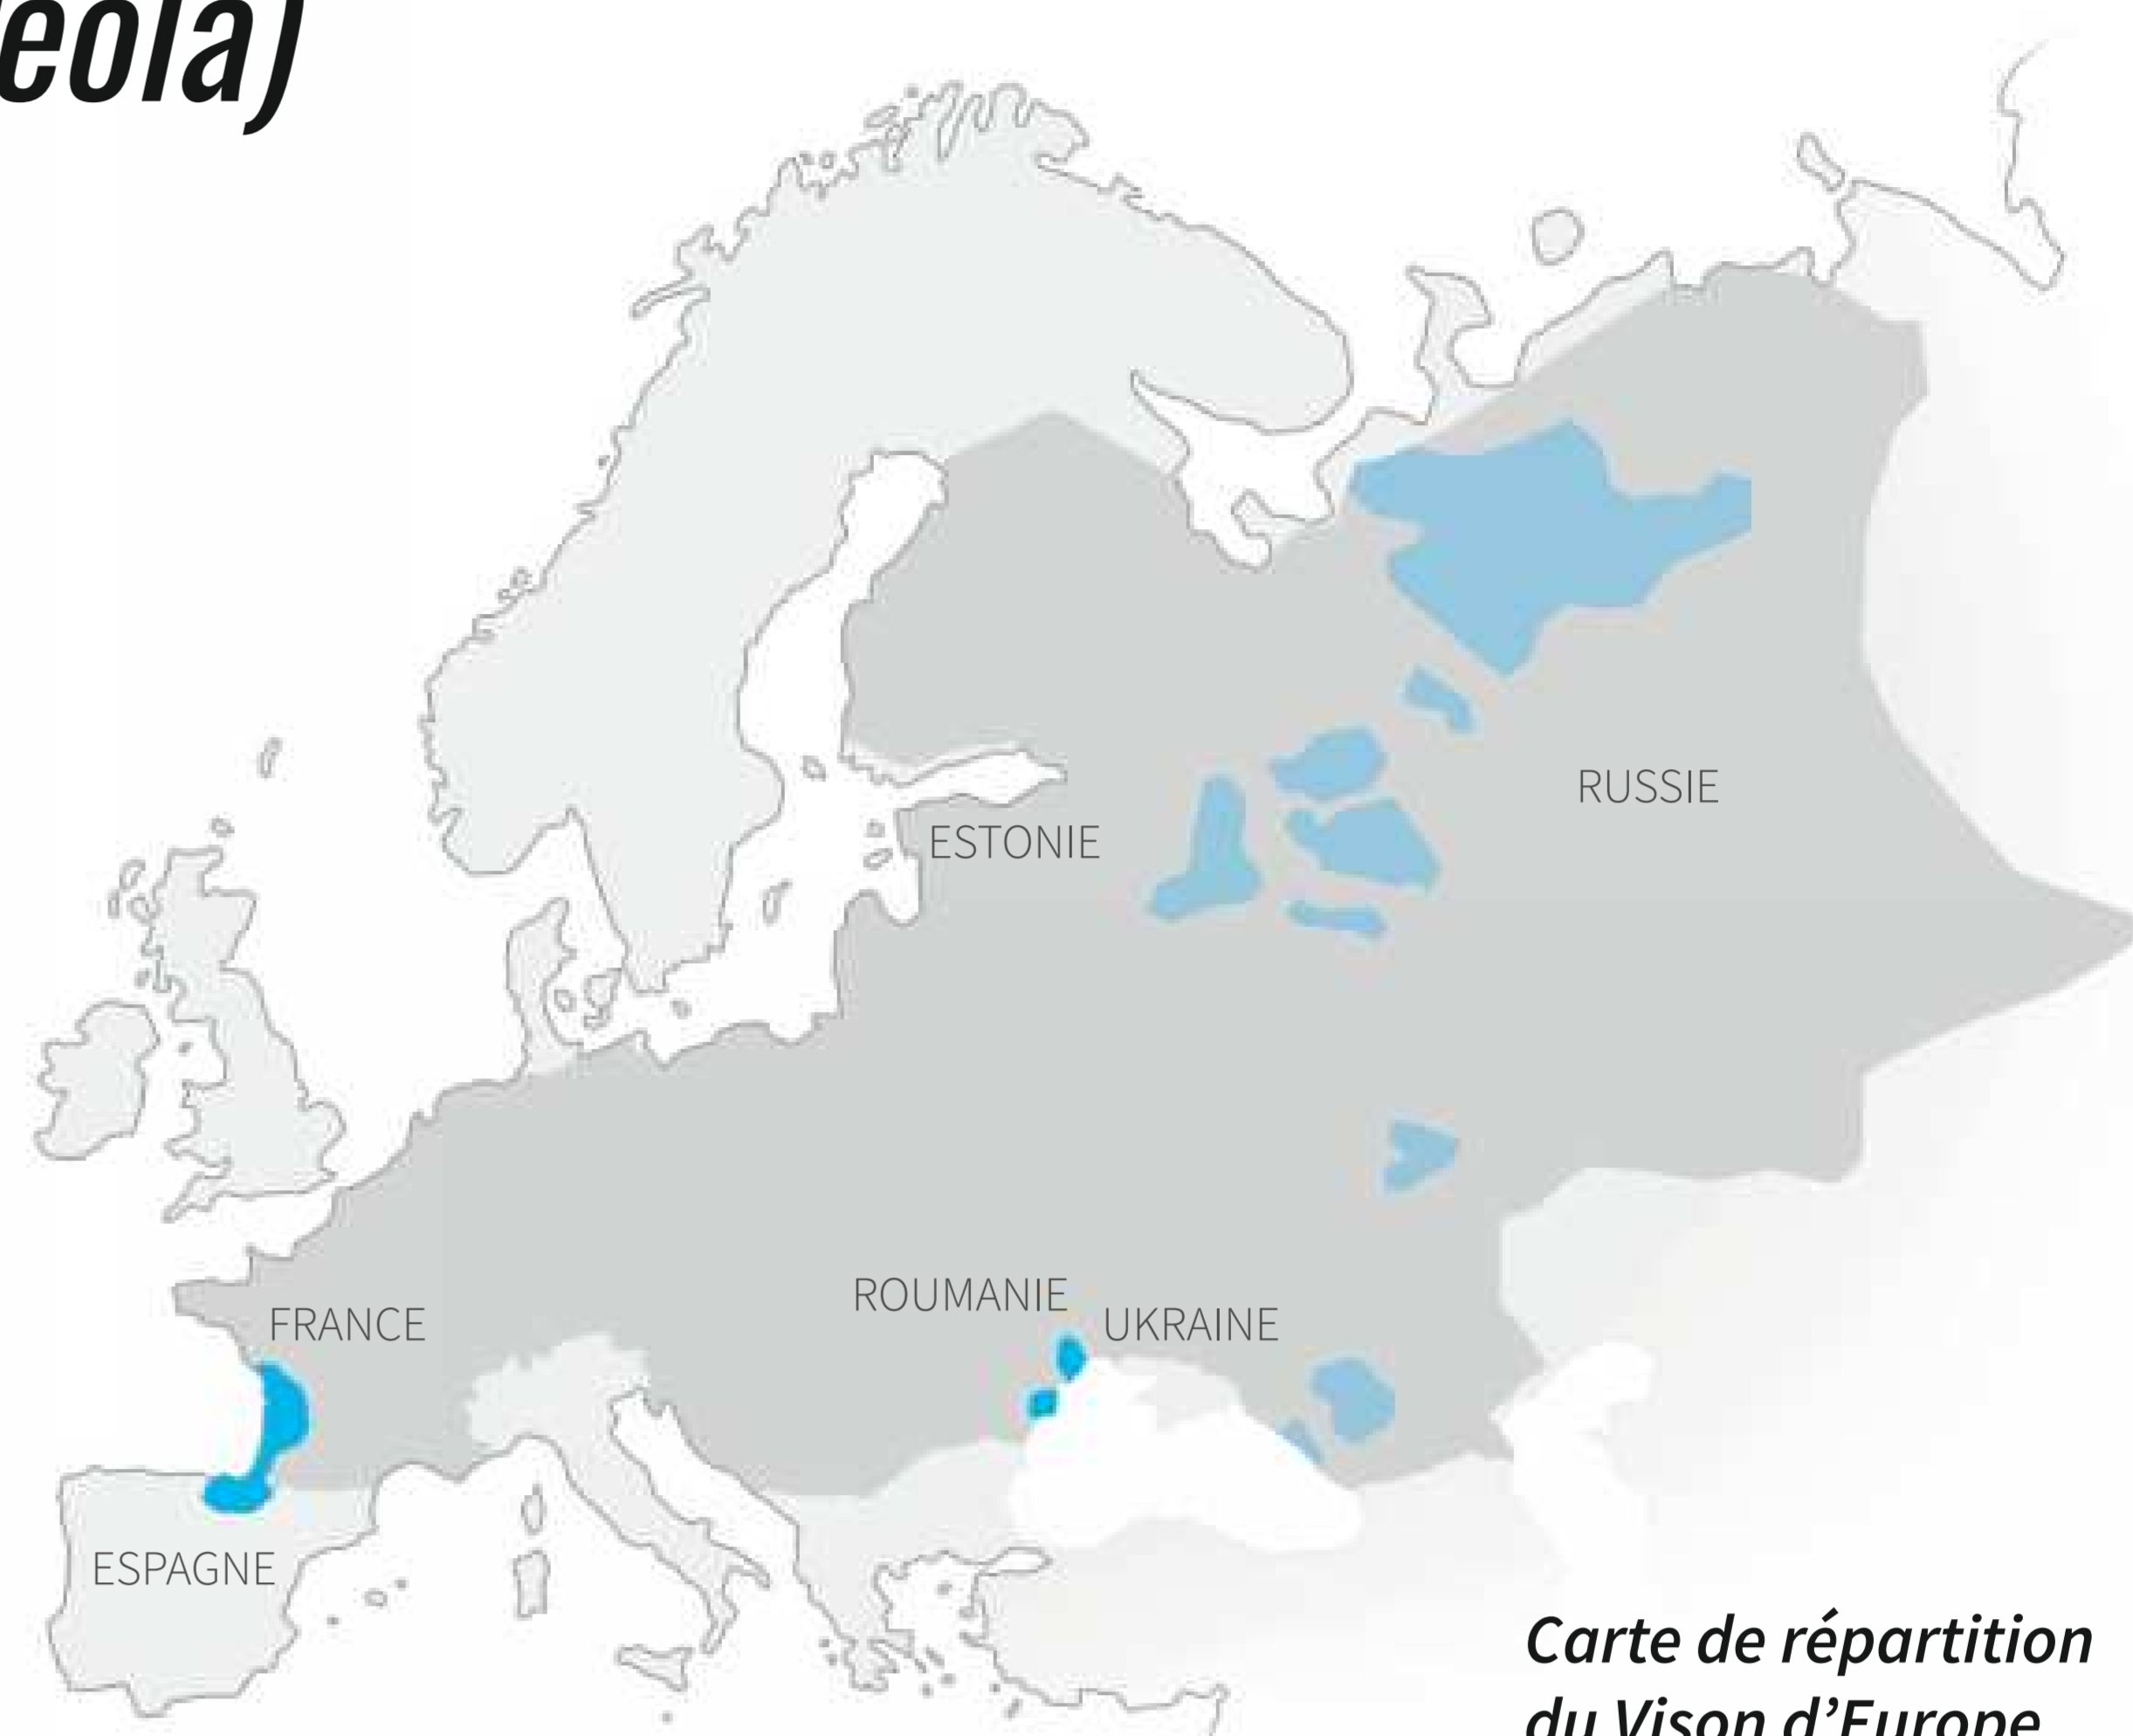 eola)
RUSSIE
ESTONIE
ROUMANIE
UKRAINE
FRANCE
ESPAGNE
Carte de répartition
du Vison d’Europe